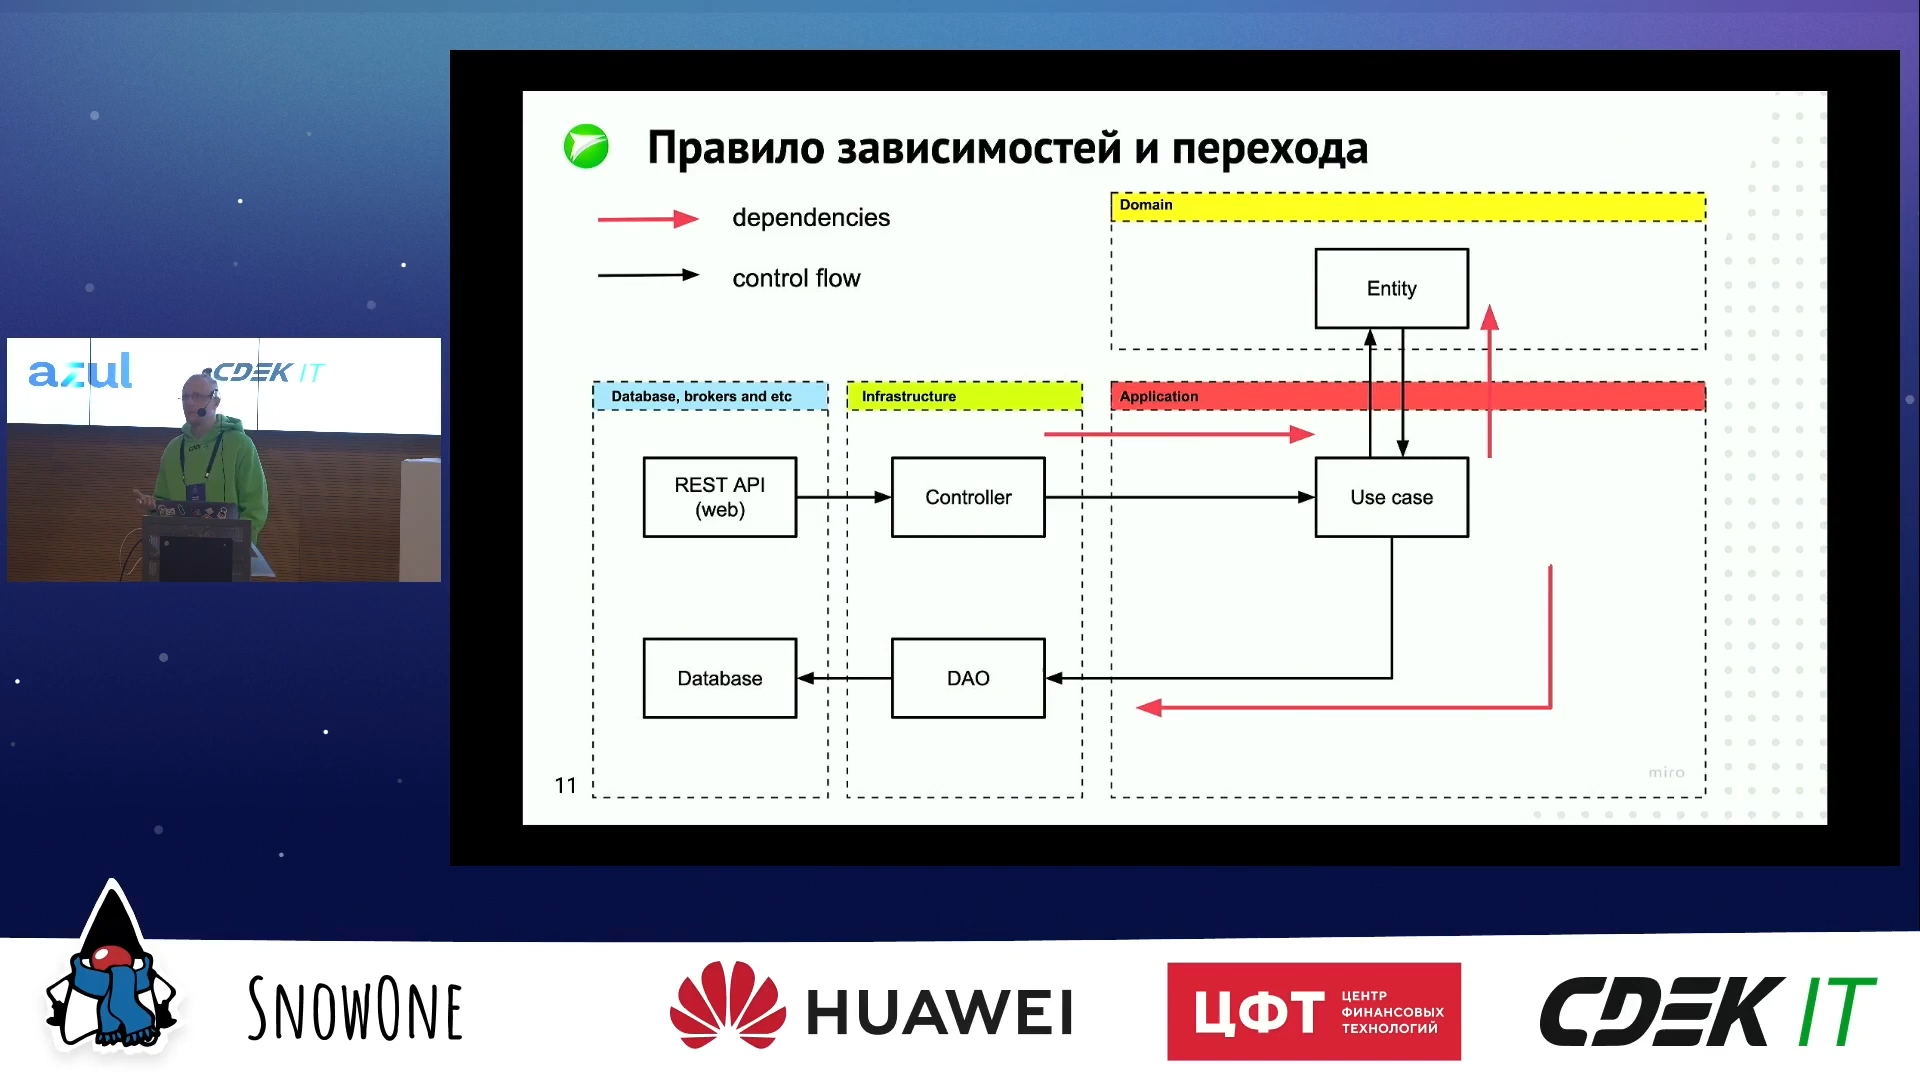 Правило зависимостей и перехода
dependencies
control flow
Domain
Entity
Database, brokers and etc
Infrastructure
Application
REST API
(web)
Controller
Use case
Database
DAO
11
miro
azul
CDEK IT
SNOWONE
HUAWEI
ЦФТ
ЦЕНТР
ФИНАНСОВЫХ
ТЕХНОЛОГИЙ
CDEK IT